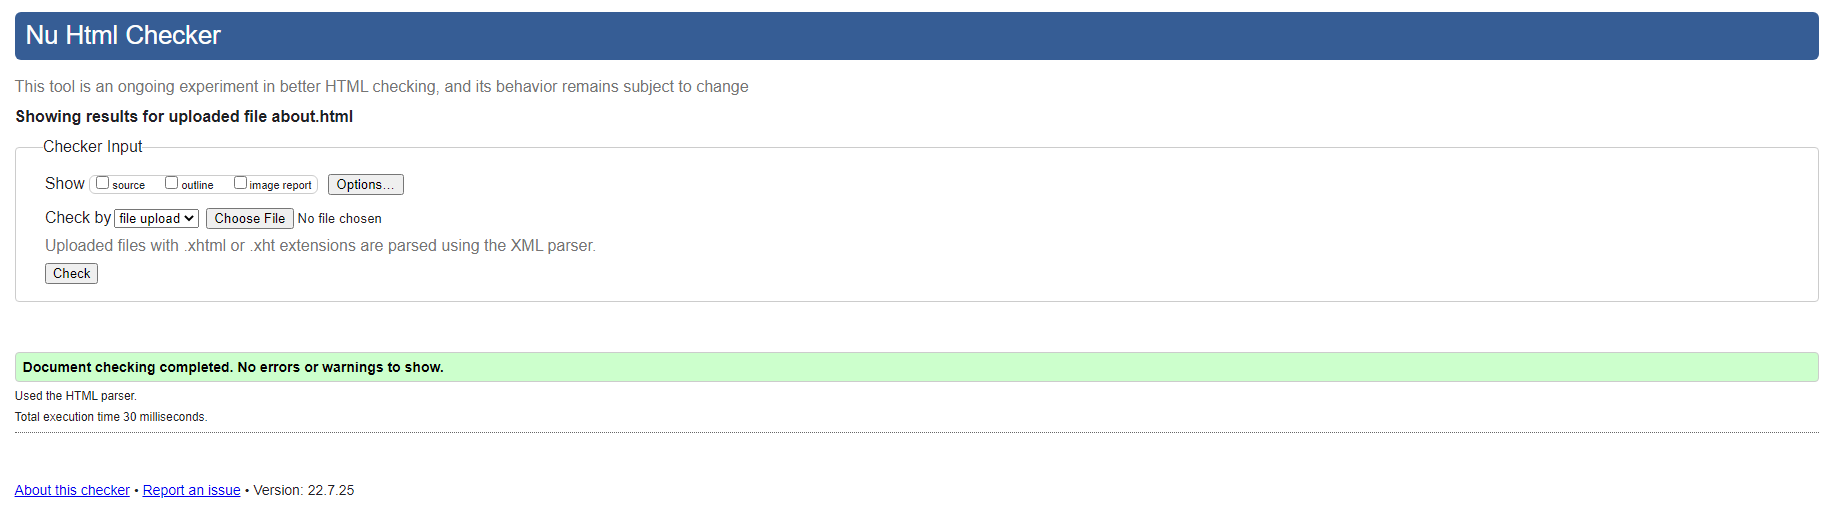 Nu Html Checker
This tool is an ongoing experiment in better HTML checking, and its behavior remains subject to change
Showing results for uploaded file about.html
Checker Input
Show source outline image report Options...
Check by file upload Choose File No file chosen
Uploaded files with .xhtml or .xht extensions are parsed using the XML parser.
Check
Document checking completed. No errors or warnings to show.
Used the HTML parser.
Total execution time 30 milliseconds.
About this checker • Report an issue • Version: 22.7.25